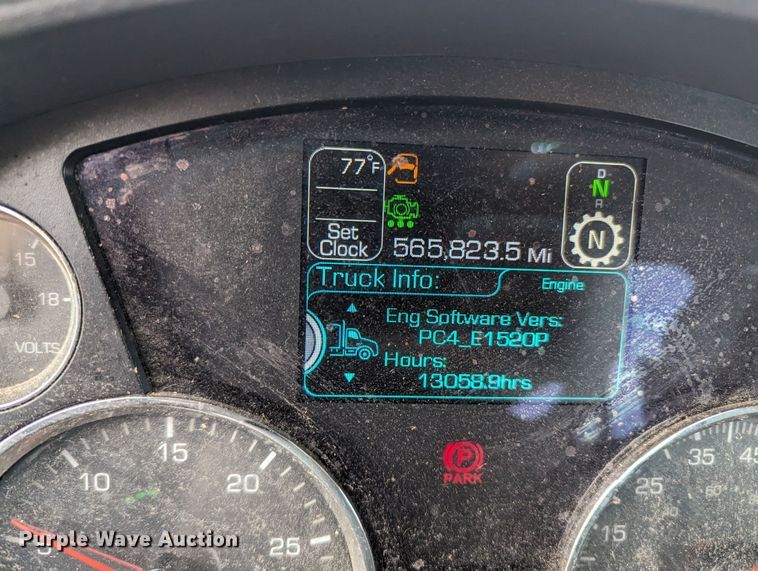 77°F
Set
Clock
565,823.5 Mi
D
N
R
N
Truck Info:
Engine
Eng Software Vers:
PC4_E1520P
Hours:
13058.9hrs
15
18
VOLTS
P
PARK
5
10
15
20
25
15
25
35
45
Purple Wave Auction